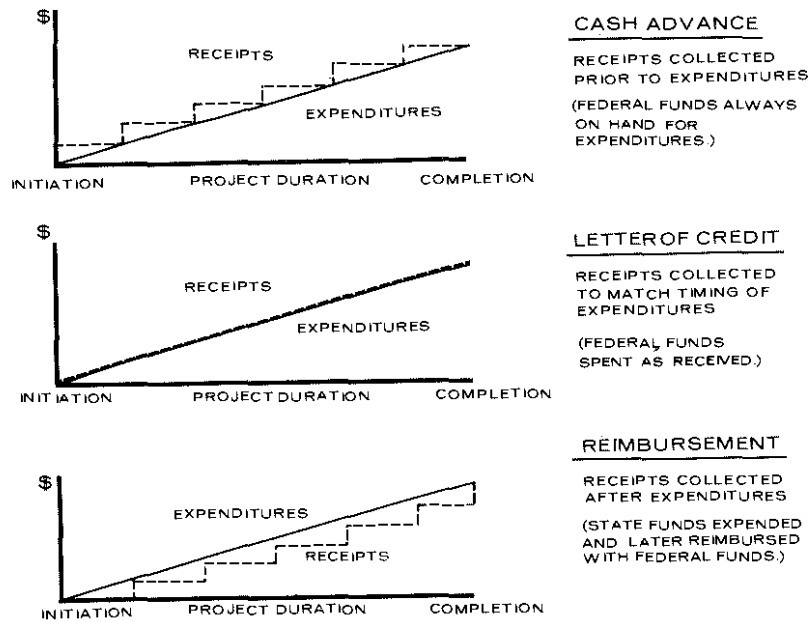 $
RECEIPTS
EXPENDITURES
INITIATION PROJECT DURATION COMPLETION
CASH ADVANCE
RECEIPTS COLLECTED
PRIOR TO EXPENDITURES
(FEDERAL FUNDS ALWAYS
ON HAND FOR
EXPENDITURES.)
$
RECEIPTS
EXPENDITURES
INITIATION PROJECT DURATION COMPLETION
LETTER OF CREDIT
RECEIPTS COLLECTED
TO MATCH TIMING OF
EXPENDITURES
(FEDERAL FUNDS
SPENT AS RECEIVED.)
$
EXPENDITURES
RECEIPTS
INITIATION PROJECT DURATION COMPLETION
REIMBURSEMENT
RECEIPTS COLLECTED
AFTER EXPENDITURES
(STATE FUNDS EXPENDED
AND LATER REIMBURSED
WITH FEDERAL FUNDS.)